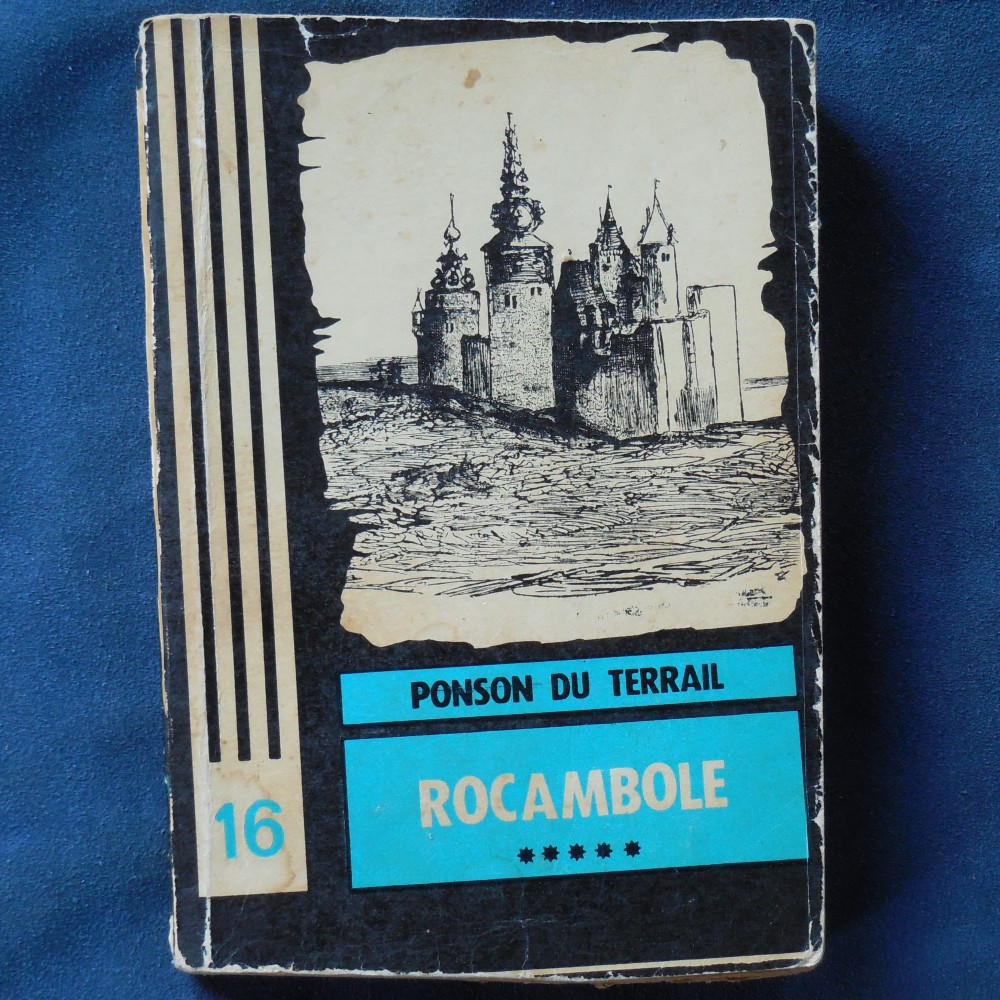 PONSON DU TERRAIL
ROCAMBOLE
16